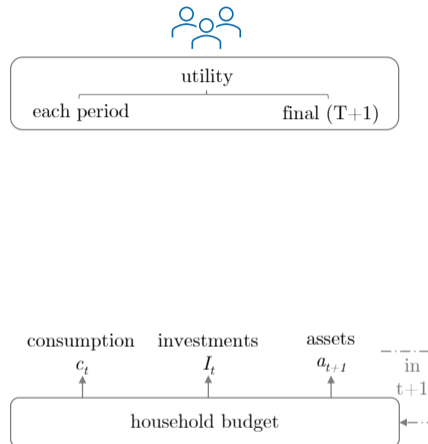 utility
each period final (T+1)
consumption investments assets
c_t I_t a_{t+1}
in
t+1
household budget